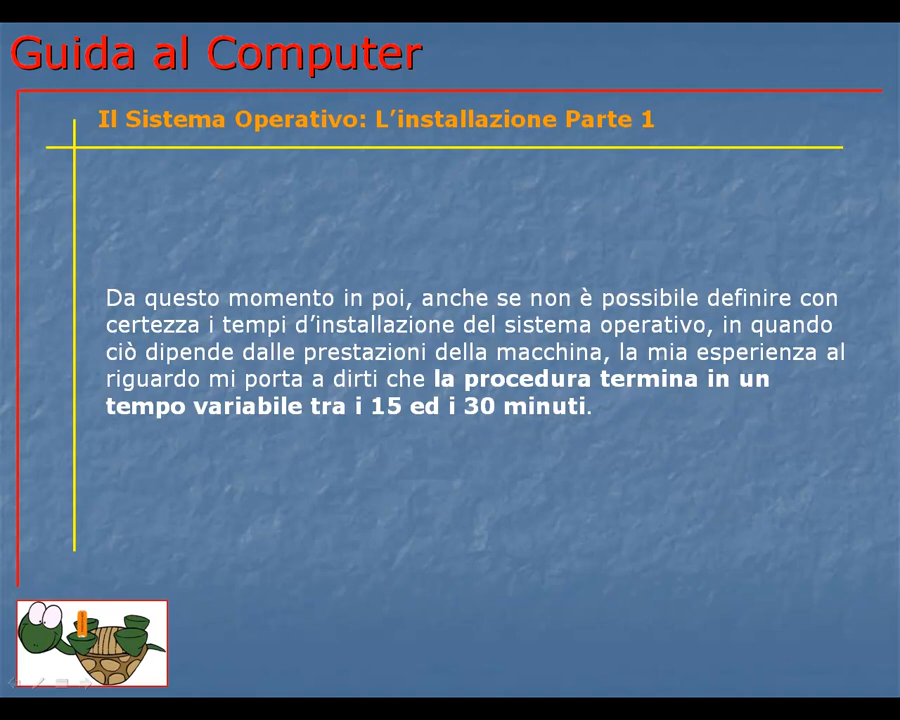 Guida al Computer
Il Sistema Operativo: L’installazione Parte 1
Da questo momento in poi, anche se non è possibile definire con
certezza i tempi d’installazione del sistema operativo, in quando
ciò dipende dalle prestazioni della macchina, la mia esperienza al
riguardo mi porta a dirti che la procedura termina in un
tempo variabile tra i 15 ed i 30 minuti.